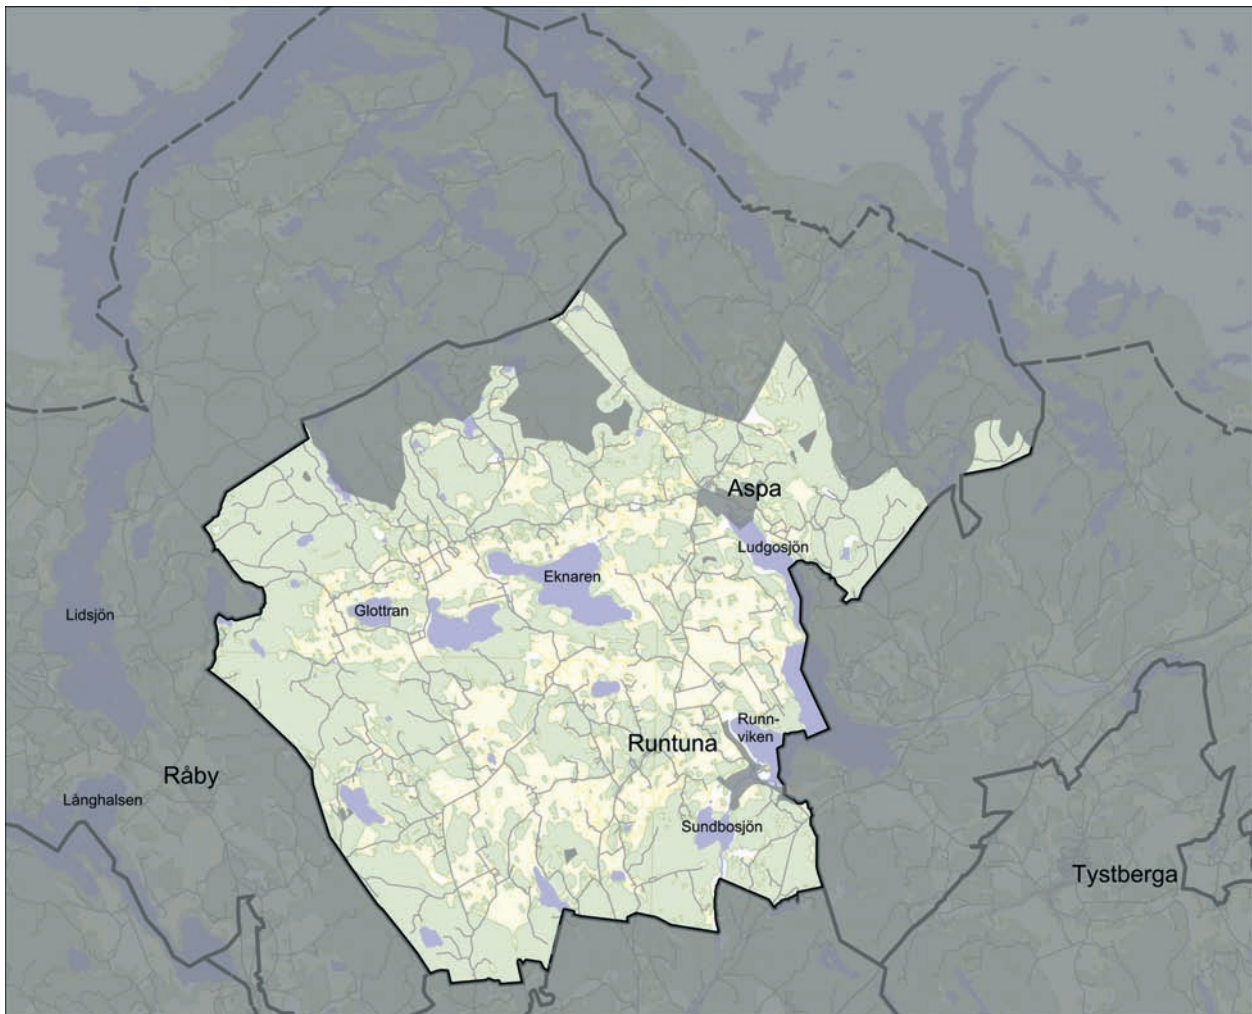 Aspa
Ludgosjön
Eknaren
Glottran
Lidsjön
Runn-
viken
Runtuna
Råby
Långhalsen
Sundbosjön
Tystberga